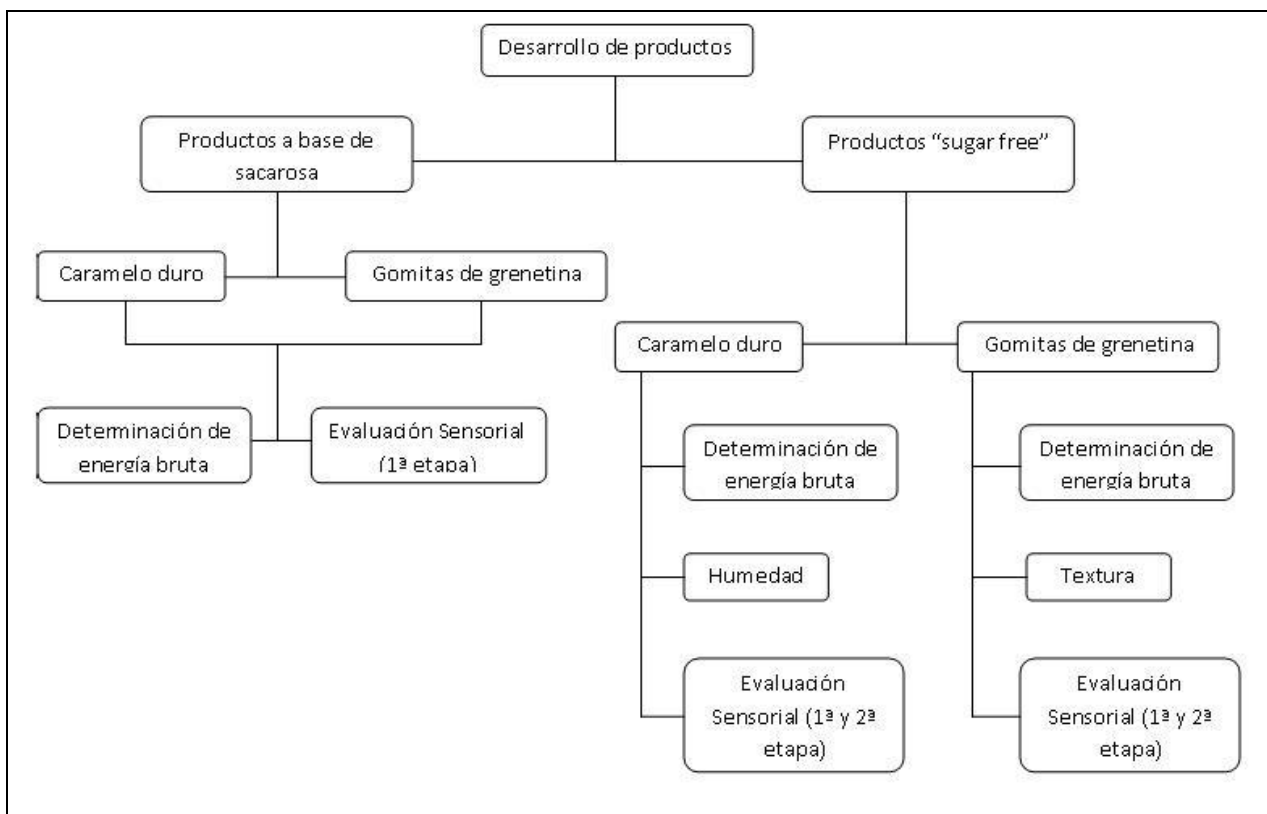 Desarrollo de productos
Productos a base de
sacarosa
Productos “sugar free”
Caramelo duro
Gomitas de grenetina
Determinación de
energía bruta
Evaluación Sensorial
(1ª etapa)
Caramelo duro
Gomitas de grenetina
Determinación de
energía bruta
Determinación de
energía bruta
Humedad
Textura
Evaluación
Sensorial (1ª y 2ª
etapa)
Evaluación
Sensorial (1ª y 2ª
etapa)